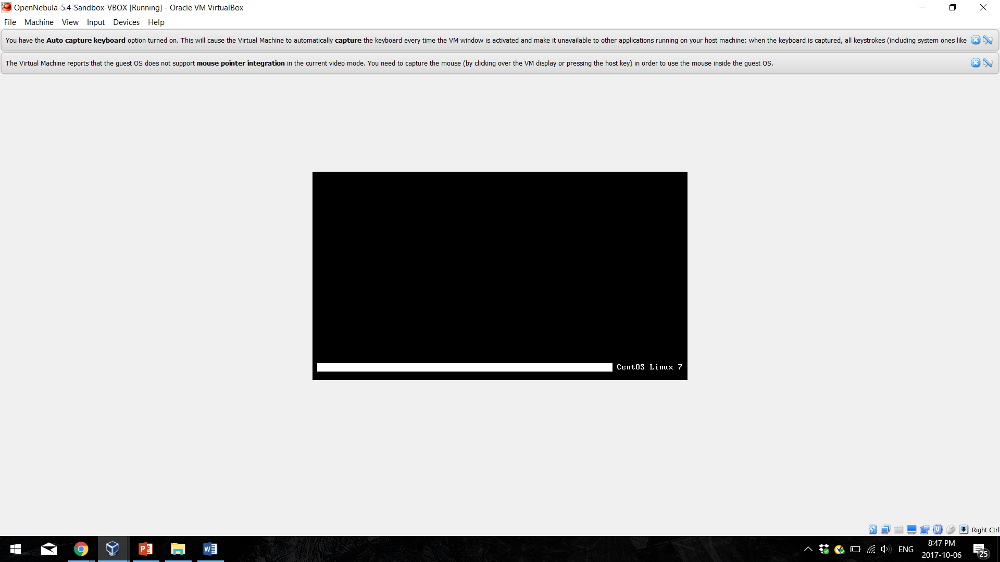 OpenNebula-5.4-Sandbox-VBOX [Running] - Oracle VM VirtualBox
File Machine View Input Devices Help
You have the Auto capture keyboard option turned on. This will cause the Virtual Machine to automatically capture the keyboard every time the VM window is activated and make it unavailable to other applications running on your host machine: when the keyboard is captured, all keystrokes (including system ones like
The Virtual Machine reports that the guest OS does not support mouse pointer integration in the current video mode. You need to capture the mouse (by clicking over the VM display or pressing the host key) in order to use the mouse inside the guest OS.
CentOS Linux 7
Right Ctrl
ENG
8:47 PM
2017-10-06
25